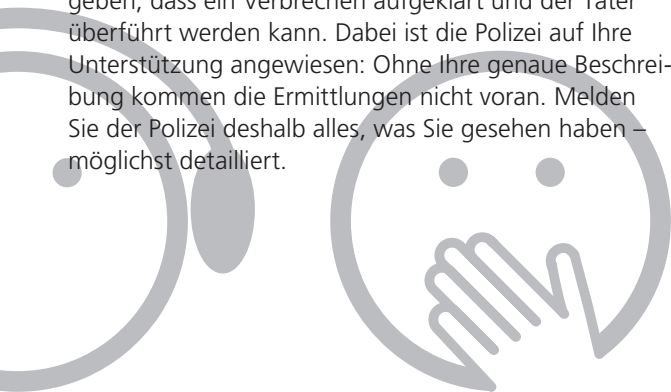 geben, dass ein Verbrechen aufgeklärt und der Täter
überführt werden kann. Dabei ist die Polizei auf Ihre
Unterstützung angewiesen: Ohne Ihre genaue Beschrei-
bung kommen die Ermittlungen nicht voran. Melden
Sie der Polizei deshalb alles, was Sie gesehen haben –
möglichst detailliert.